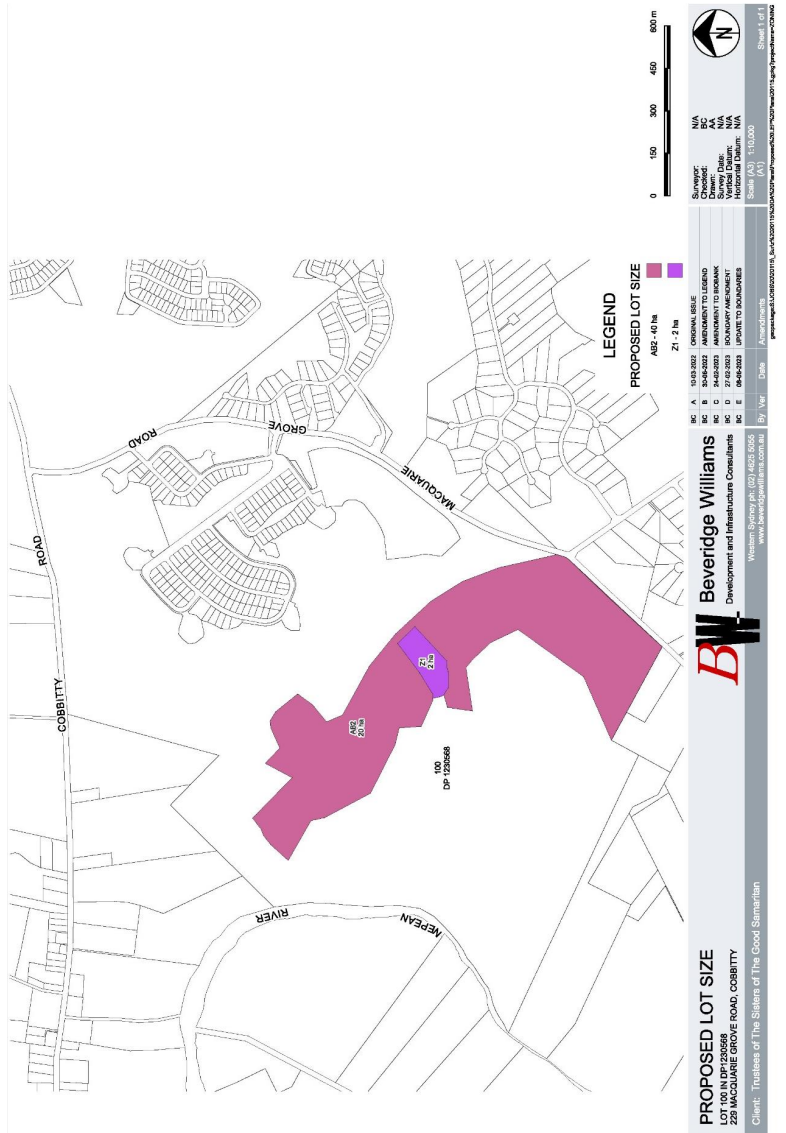 COBBITTY
ROAD
ROAD
GROVE
MACQUARIE
RIVER
NEPEAN
AB2
20 ha
Z1
2 ha
100
DP 1230568
LEGEND
PROPOSED LOT SIZE
AB2 - 40 ha
Z1 - 2 ha
0 150 300 450 600 m
PROPOSED LOT SIZE
LOT 100 IN DP1230568
229 MACQUARIE GROVE ROAD, COBBITTY
Client: Trustees of The Sisters of The Good Samaritan
BW
Beveridge Williams
Development and Infrastructure Consultants
Western Sydney ph: (02) 4625 5055
www.beveridgewilliams.com.au
BC A 10-03-2022 ORIGINAL ISSUE
BC B 30-06-2022 AMENDMENT TO LEGEND
BC C 24-02-2023 AMENDMENT TO BIOBANK
BC D 27-02-2023 BOUNDARY AMENDMENT
BC E 08-06-2023 UPDATE TO BOUNDARIES
By Ver Date Amendments
Surveyor: N/A
Checked: BC
Drawn: AA
Survey Date: N/A
Vertical Datum: N/A
Horizontal Datum: N/A
N
Scale (A3) 1:10,000
(A1)
Sheet 1 of 1